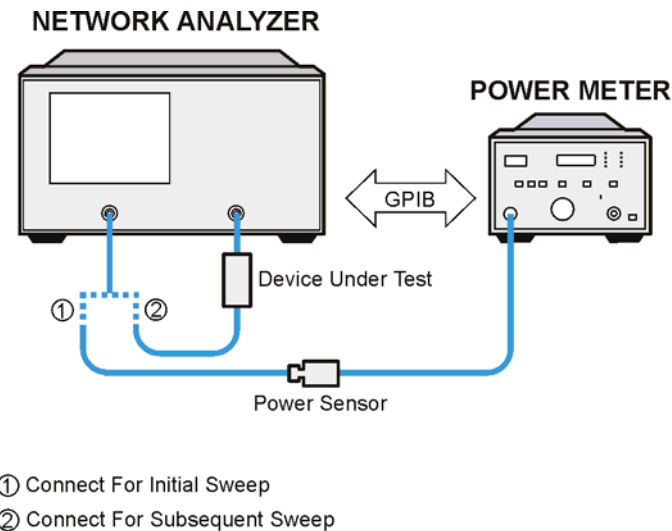 NETWORK ANALYZER
POWER METER
GPIB
Device Under Test
① ②
Power Sensor
① Connect For Initial Sweep
② Connect For Subsequent Sweep